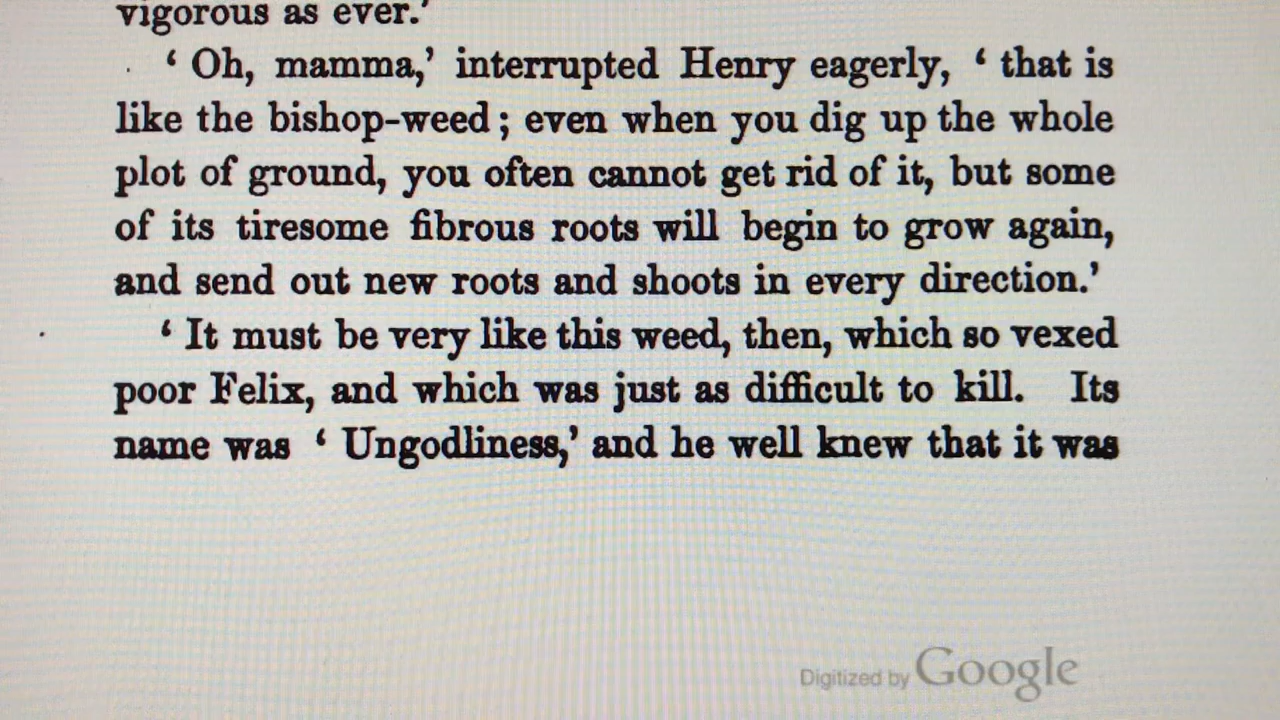 vigorous as ever.’
‘ Oh, mamma,’ interrupted Henry eagerly, ‘ that is
like the bishop-weed ; even when you dig up the whole
plot of ground, you often cannot get rid of it, but some
of its tiresome fibrous roots will begin to grow again,
and send out new roots and shoots in every direction.’
‘ It must be very like this weed, then, which so vexed
poor Felix, and which was just as difficult to kill. Its
name was ‘ Ungodliness,’ and he well knew that it was
Digitized by Google